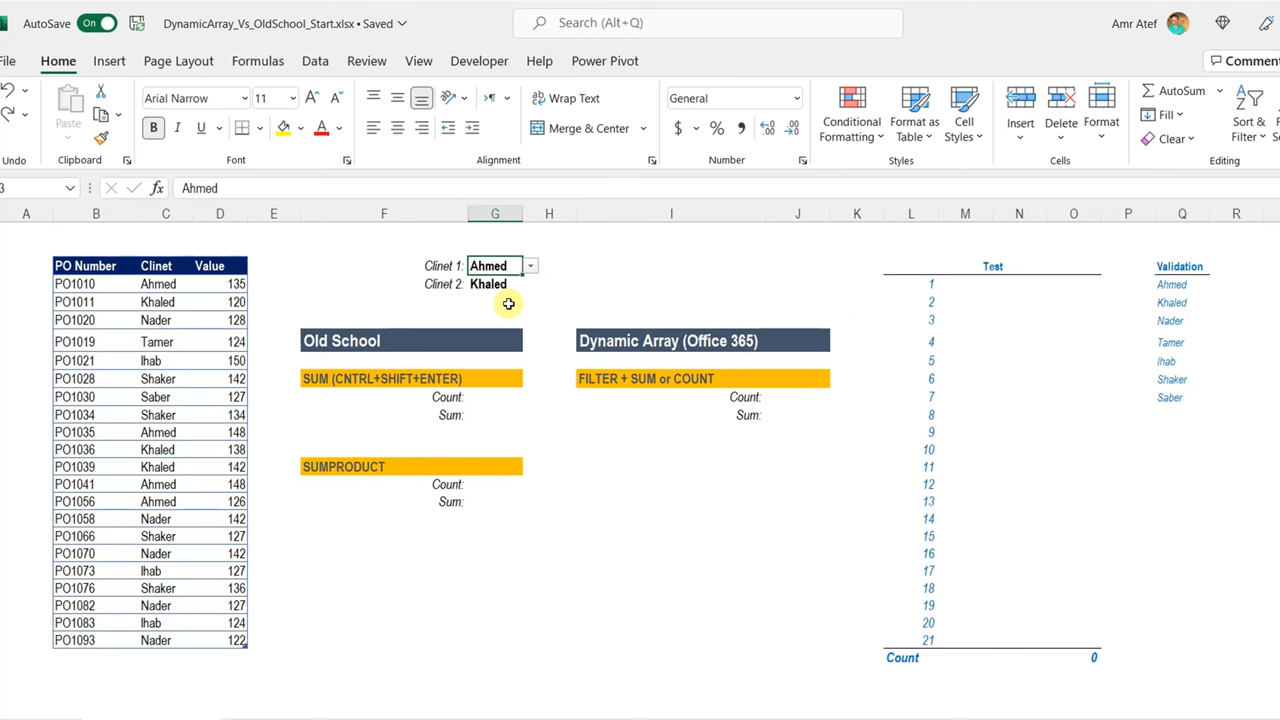 AutoSave On DynamicArray_Vs_OldSchool_Start.xlsx • Saved Search (Alt+Q) Amr Atef
File Home Insert Page Layout Formulas Data Review View Developer Help Power Pivot Comment
Paste Arial Narrow 11 Wrap Text General Conditional Formatting Format as Table Cell Styles Insert Delete Format AutoSum Sort & Filter
B I U Merge & Center $ % Fill
Clear
Undo Clipboard Font Alignment Number Styles Cells Editing
3 fx Ahmed
A B C D E F G H I J K L M N O P Q R
PO Number Clinet Value Clinet 1: Ahmed Test Validation
PO1010 Ahmed 135 Clinet 2: Khaled 1 Ahmed
PO1011 Khaled 120 2 Khaled
PO1020 Nader 128 3 Nader
PO1019 Tamer 124 Old School Dynamic Array (Office 365) 4 Tamer
PO1021 Ihab 150 5 Ihab
PO1028 Shaker 142 SUM (CNTRL+SHIFT+ENTER) FILTER + SUM or COUNT 6 Shaker
PO1030 Saber 127 Count: Count: 7 Saber
PO1034 Shaker 134 Sum: Sum: 8
PO1035 Ahmed 148 9
PO1036 Khaled 138 10
PO1039 Khaled 142 SUMPRODUCT 11
PO1041 Ahmed 148 Count: 12
PO1056 Ahmed 126 Sum: 13
PO1058 Nader 142 14
PO1066 Shaker 127 15
PO1070 Nader 142 16
PO1073 Ihab 127 17
PO1076 Shaker 136 18
PO1082 Nader 127 19
PO1083 Ihab 124 20
PO1093 Nader 122 21
Count 0